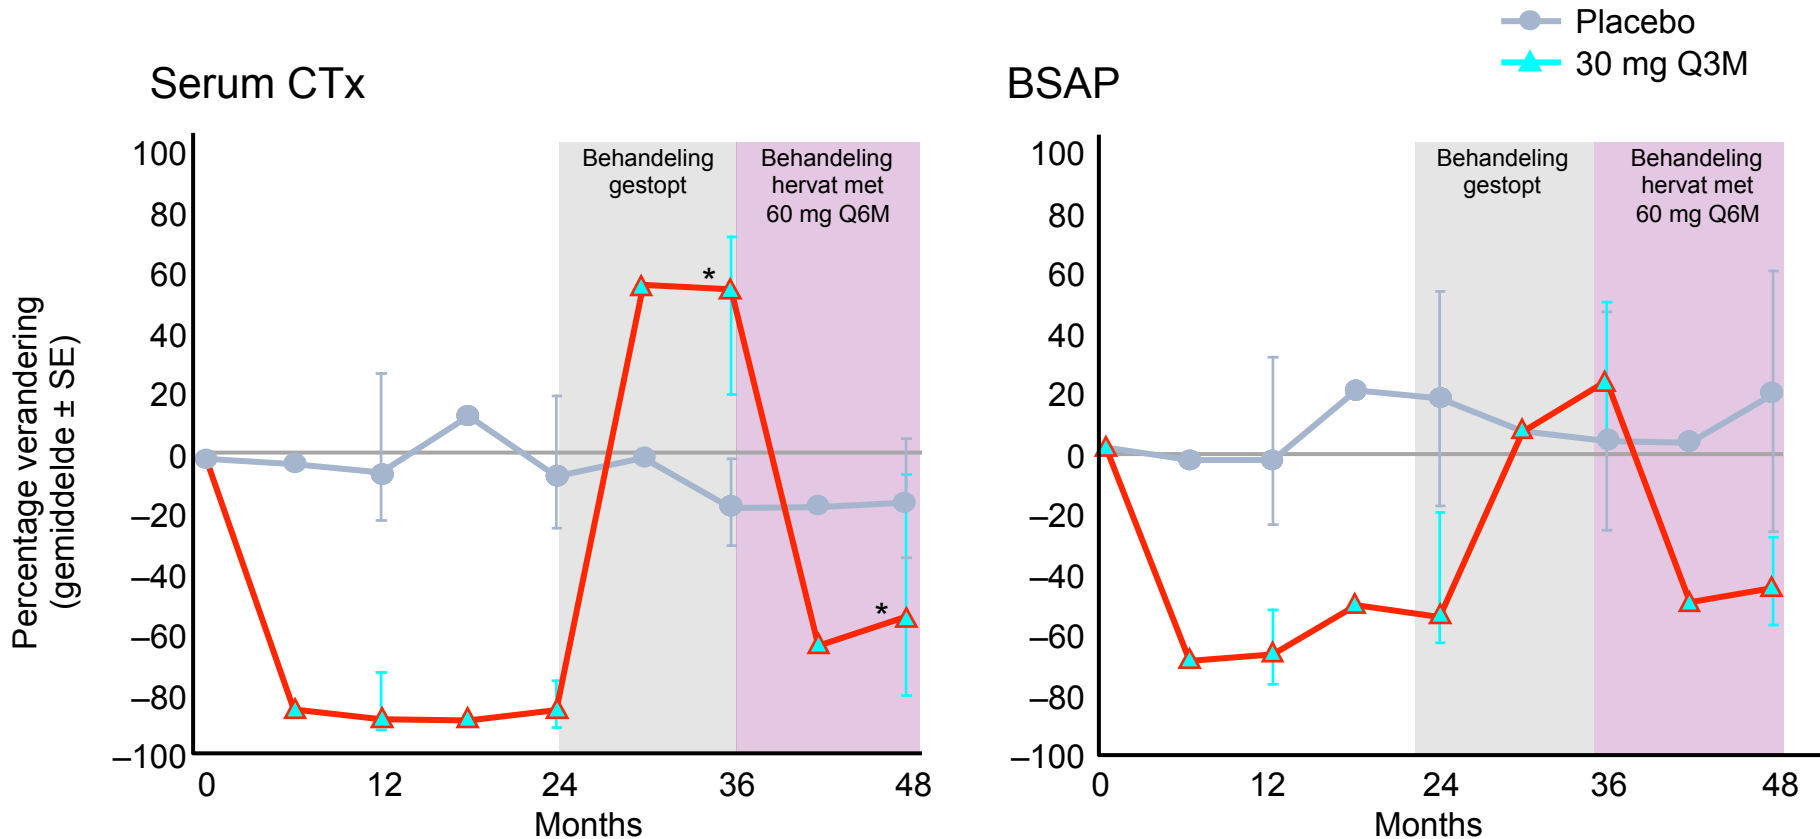 Placebo
30 mg Q3M
Serum CTx
BSAP
Percentage verandering
(gemiddelde ± SE)
100
80
60
40
20
0
–20
–40
–60
–80
–100
Behandeling
gestopt
Behandeling
hervat met
60 mg Q6M
*
*
0 12 24 36 48
Months
100
80
60
40
20
0
–20
–40
–60
–80
–100
Behandeling
gestopt
Behandeling
hervat met
60 mg Q6M
0 12 24 36 48
Months